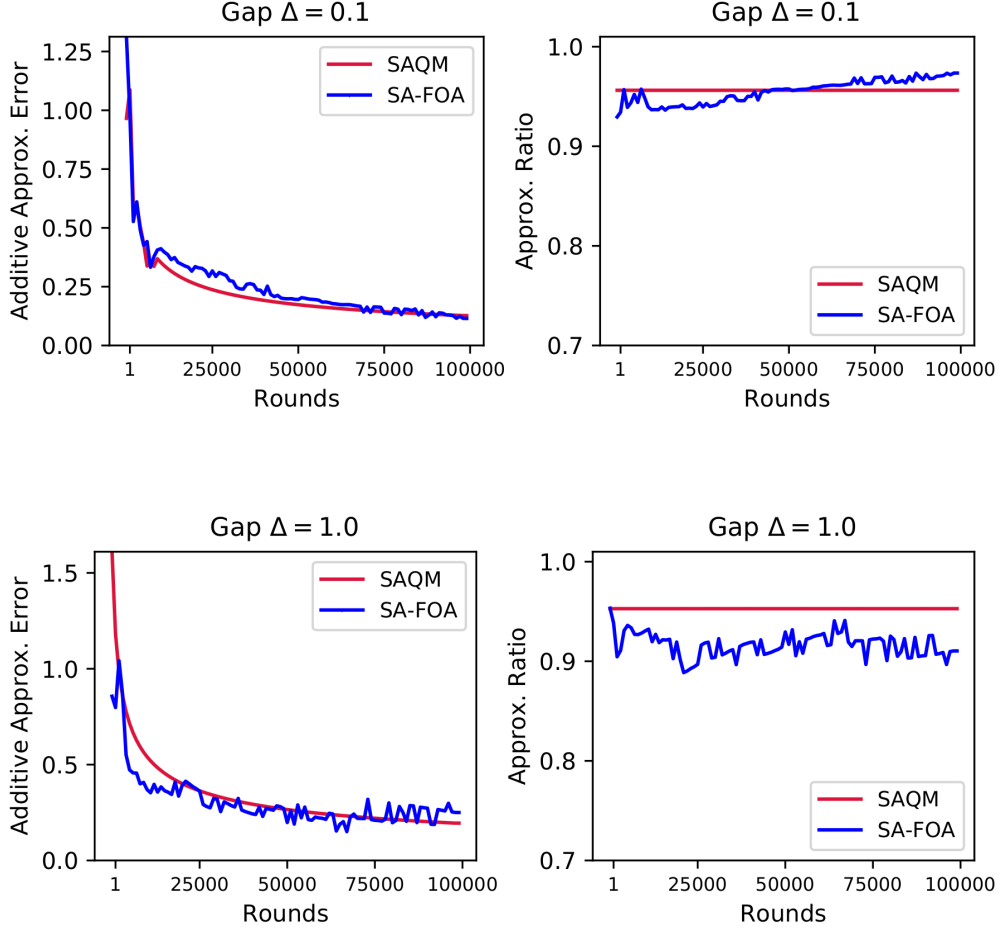 Gap Δ = 0.1
Additive Approx. Error
1.25
1.00
0.75
0.50
0.25
0.00
SAQM
SA-FOA
1 25000 50000 75000 100000
Rounds
Gap Δ = 0.1
Approx. Ratio
1.0
0.9
0.8
0.7
SAQM
SA-FOA
1 25000 50000 75000 100000
Rounds
Gap Δ = 1.0
Additive Approx. Error
1.5
1.0
0.5
0.0
SAQM
SA-FOA
1 25000 50000 75000 100000
Rounds
Gap Δ = 1.0
Approx. Ratio
1.0
0.9
0.8
0.7
SAQM
SA-FOA
1 25000 50000 75000 100000
Rounds